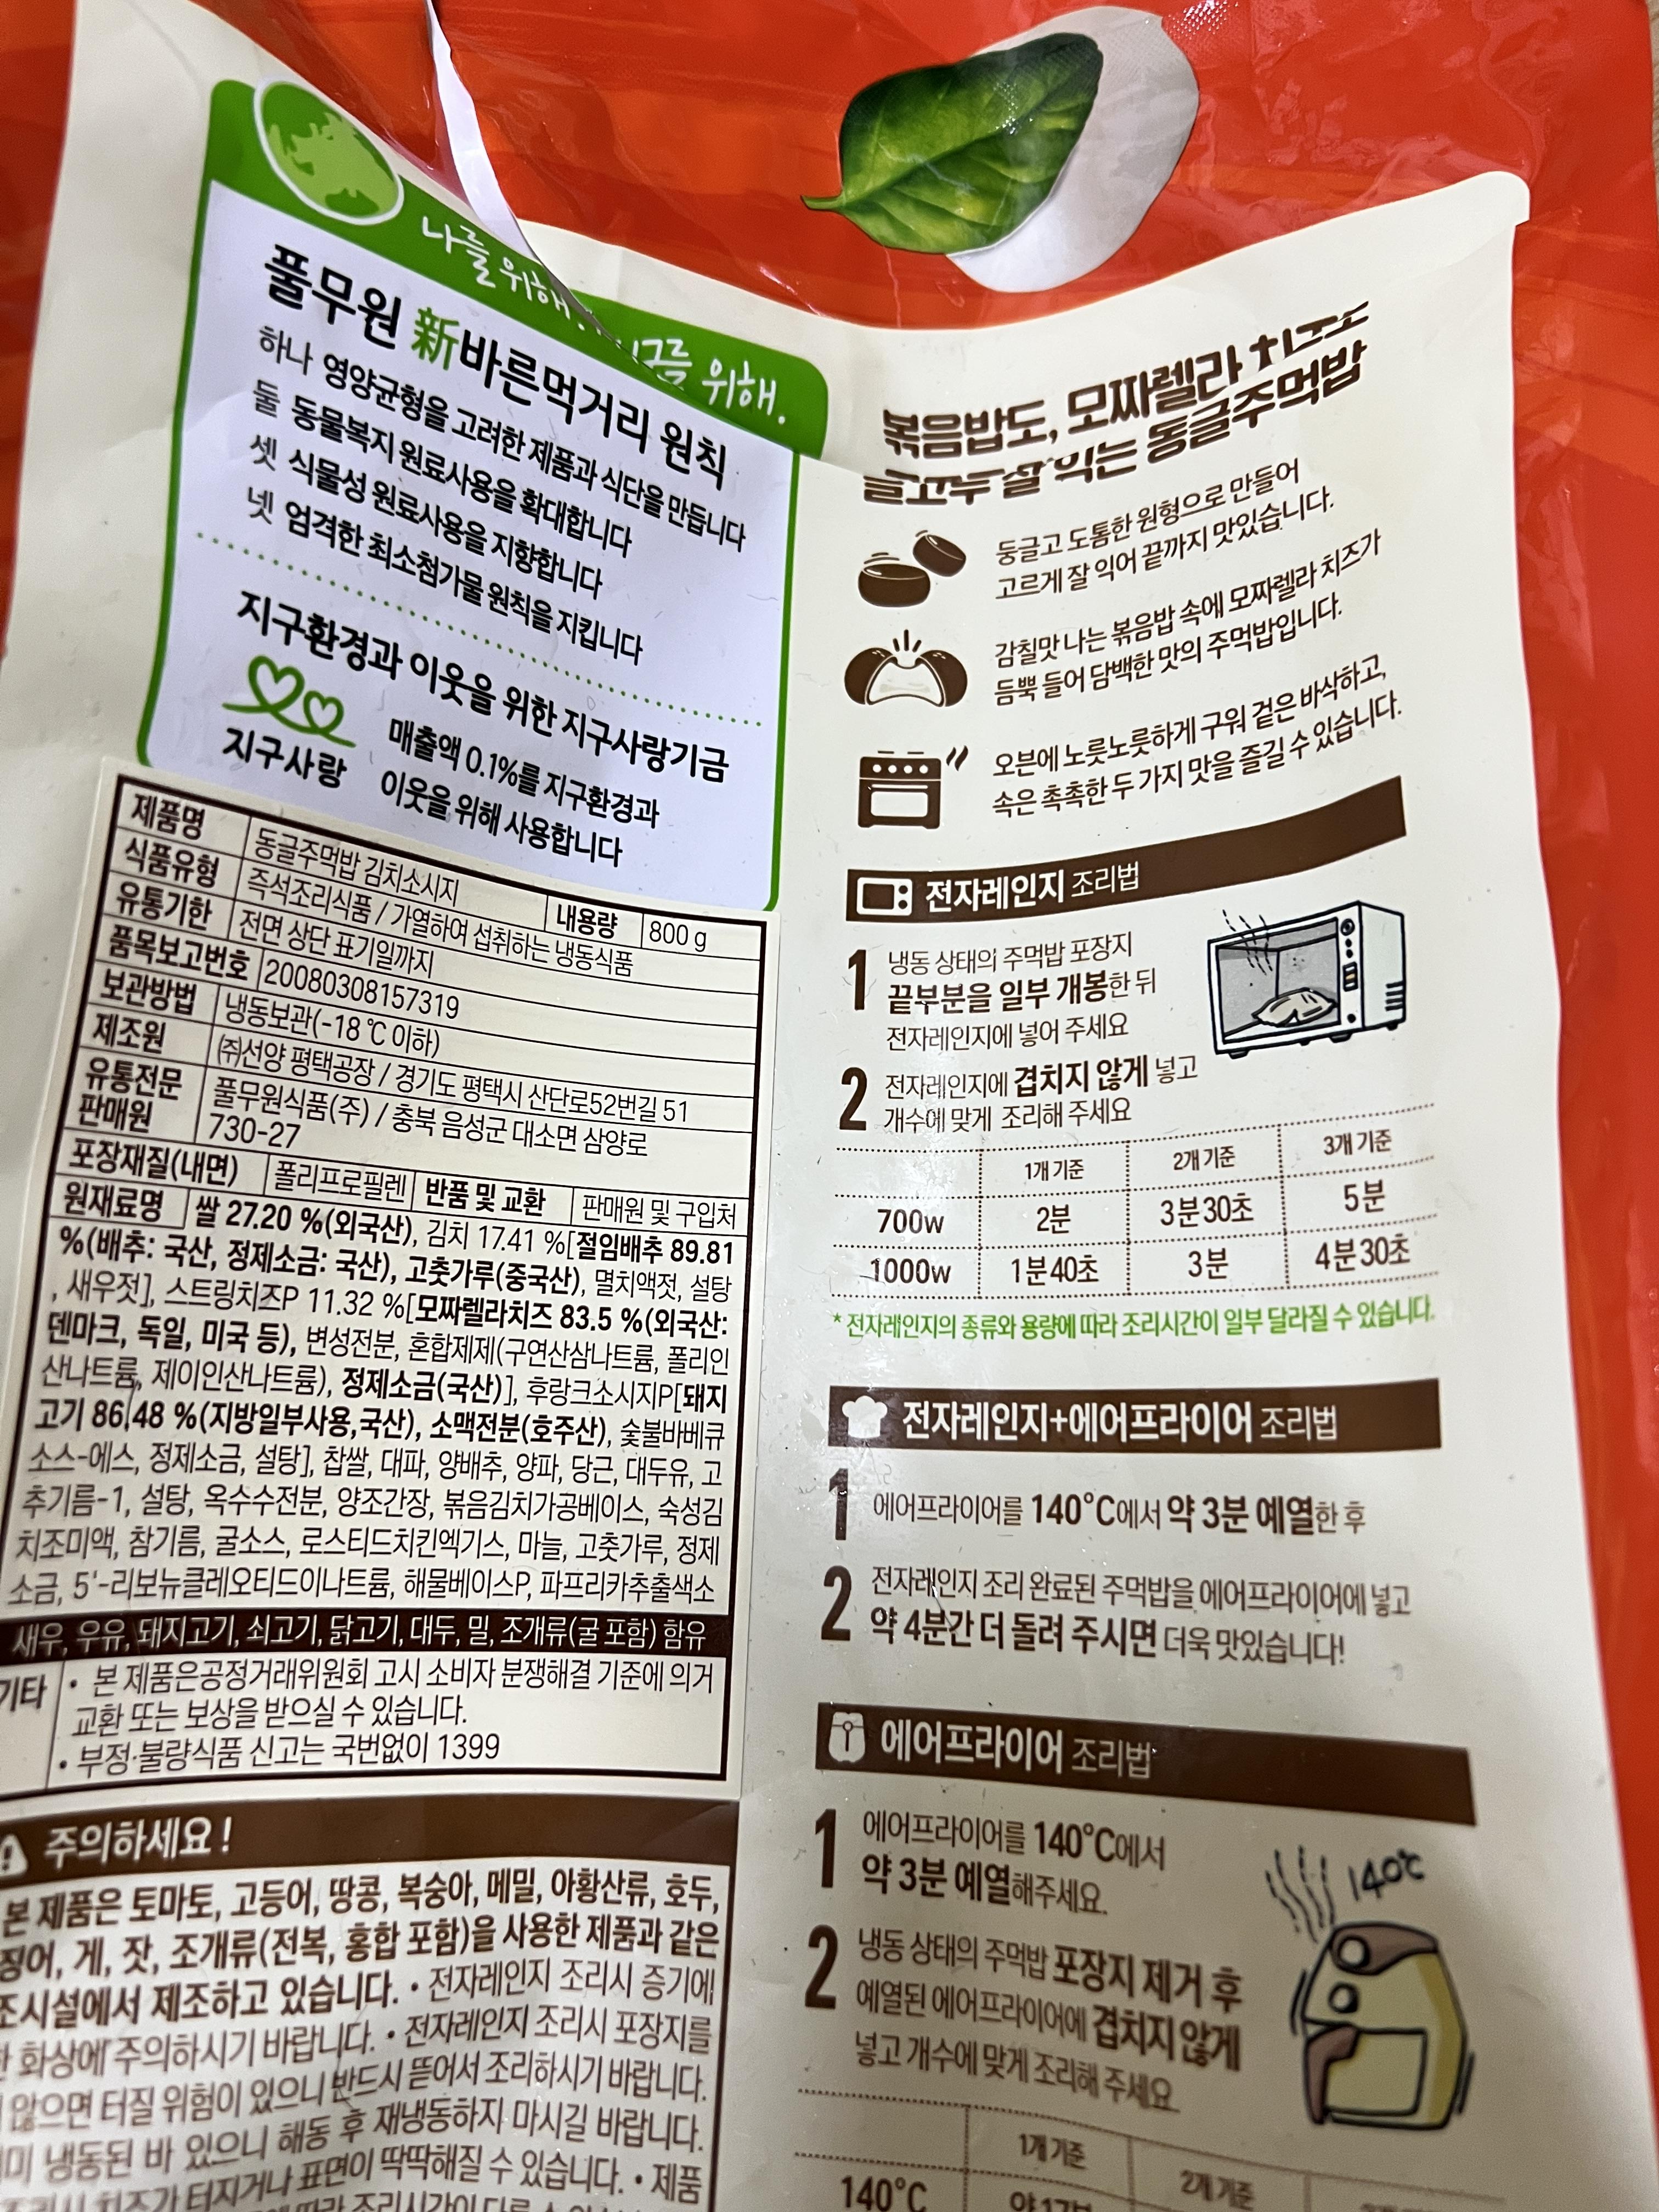 나를 위해.
지구를 위해.
풀무원 新바른먹거리 원칙
하나 영양균형을 고려한 제품과 식단을 만듭니다
둘 동물복지 원료사용을 확대합니다
셋 식물성 원료사용을 지향합니다
넷 엄격한 최소첨가물 원칙을 지킵니다
지구환경과 이웃을 위한 지구사랑기금
지구사랑
매출액 0.1%를 지구환경과
이웃을 위해 사용합니다
제품명 동글주먹밥 김치소시지 내용량 800 g
식품유형 즉석조리식품 / 가열하여 섭취하는 냉동식품
유통기한 전면 상단 표기일까지
품목보고번호 20080308157319
보관방법 냉동보관(-18 ℃ 이하)
제조원 ㈜선양 평택공장 / 경기도 평택시 산단로52번길 51
유통전문 판매원 풀무원식품(주) / 충북 음성군 대소면 삼양로
730-27
포장재질(내면) 폴리프로필렌 반품 및 교환 판매원 및 구입처
원재료명 쌀 27.20 %(외국산), 김치 17.41 %[절임배추 89.81
%(배추: 국산, 정제소금: 국산), 고춧가루(중국산), 멸치액젓, 설탕
, 새우젓], 스트링치즈P 11.32 %[모짜렐라치즈 83.5 %(외국산:
덴마크, 독일, 미국 등), 변성전분, 혼합제제(구연산삼나트륨, 폴리인
산나트륨, 제이인산나트륨), 정제소금(국산)], 후랑크소시지P[돼지
고기 86.48 %(지방일부사용,국산), 소맥전분(호주산), 숯불바베큐
소스-에스, 정제소금, 설탕], 찹쌀, 대파, 양배추, 양파, 당근, 대두유, 고
추기름-1, 설탕, 옥수수전분, 양조간장, 볶음김치가공베이스, 숙성김
치조미액, 참기름, 굴소스, 로스티드치킨엑기스, 마늘, 고춧가루, 정제
소금, 5'-리보뉴클레오티드이나트륨, 해물베이스P, 파프리카추출색소
새우, 우유, 돼지고기, 쇠고기, 닭고기, 대두, 밀, 조개류(굴 포함) 함유
기타 • 본 제품은공정거래위원회 고시 소비자 분쟁해결 기준에 의거
교환 또는 보상을 받으실 수 있습니다.
• 부정·불량식품 신고는 국번없이 1399
주의하세요!
본 제품은 토마토, 고등어, 땅콩, 복숭아, 메밀, 아황산류, 호두,
징어, 게, 잣, 조개류(전복, 홍합 포함)을 사용한 제품과 같은
조시설에서 제조하고 있습니다. • 전자레인지 조리시 증기에
한 화상에 주의하시기 바랍니다. • 전자레인지 조리시 포장지를
않으면 터질 위험이 있으니 반드시 뜯어서 조리하시기 바랍니다.
미 냉동된 바 있으니 해동 후 재냉동하지 마시길 바랍니다.
치즈가 터지거나 표면이 딱딱해질 수 있습니다. • 제품
볶음밥도, 모짜렐라 치즈도
골고루 잘 익는 동글주먹밥
둥글고 도톰한 원형으로 만들어
고르게 잘 익어 끝까지 맛있습니다.
감칠맛 나는 볶음밥 속에 모짜렐라 치즈가
듬뿍 들어 담백한 맛의 주먹밥입니다.
오븐에 노릇노릇하게 구워 겉은 바삭하고,
속은 촉촉한 두 가지 맛을 즐길 수 있습니다.
전자레인지 조리법
1 냉동 상태의 주먹밥 포장지
끝부분을 일부 개봉한 뒤
전자레인지에 넣어 주세요
2 전자레인지에 겹치지 않게 넣고
개수에 맞게 조리해 주세요
1개 기준 2개 기준 3개 기준
700w 2분 3분 30초 5분
1000w 1분 40초 3분 4분 30초
* 전자레인지의 종류와 용량에 따라 조리시간이 일부 달라질 수 있습니다.
전자레인지+에어프라이어 조리법
1 에어프라이어를 140°C에서 약 3분 예열한 후
2 전자레인지 조리 완료된 주먹밥을 에어프라이어에 넣고
약 4분간 더 돌려 주시면 더욱 맛있습니다!
에어프라이어 조리법
1 에어프라이어를 140°C에서
약 3분 예열해주세요.
140℃
2 냉동 상태의 주먹밥 포장지 제거 후
예열된 에어프라이어에 겹치지 않게
넣고 개수에 맞게 조리해 주세요
1개 기준 2개 기준
140°C 약 17분